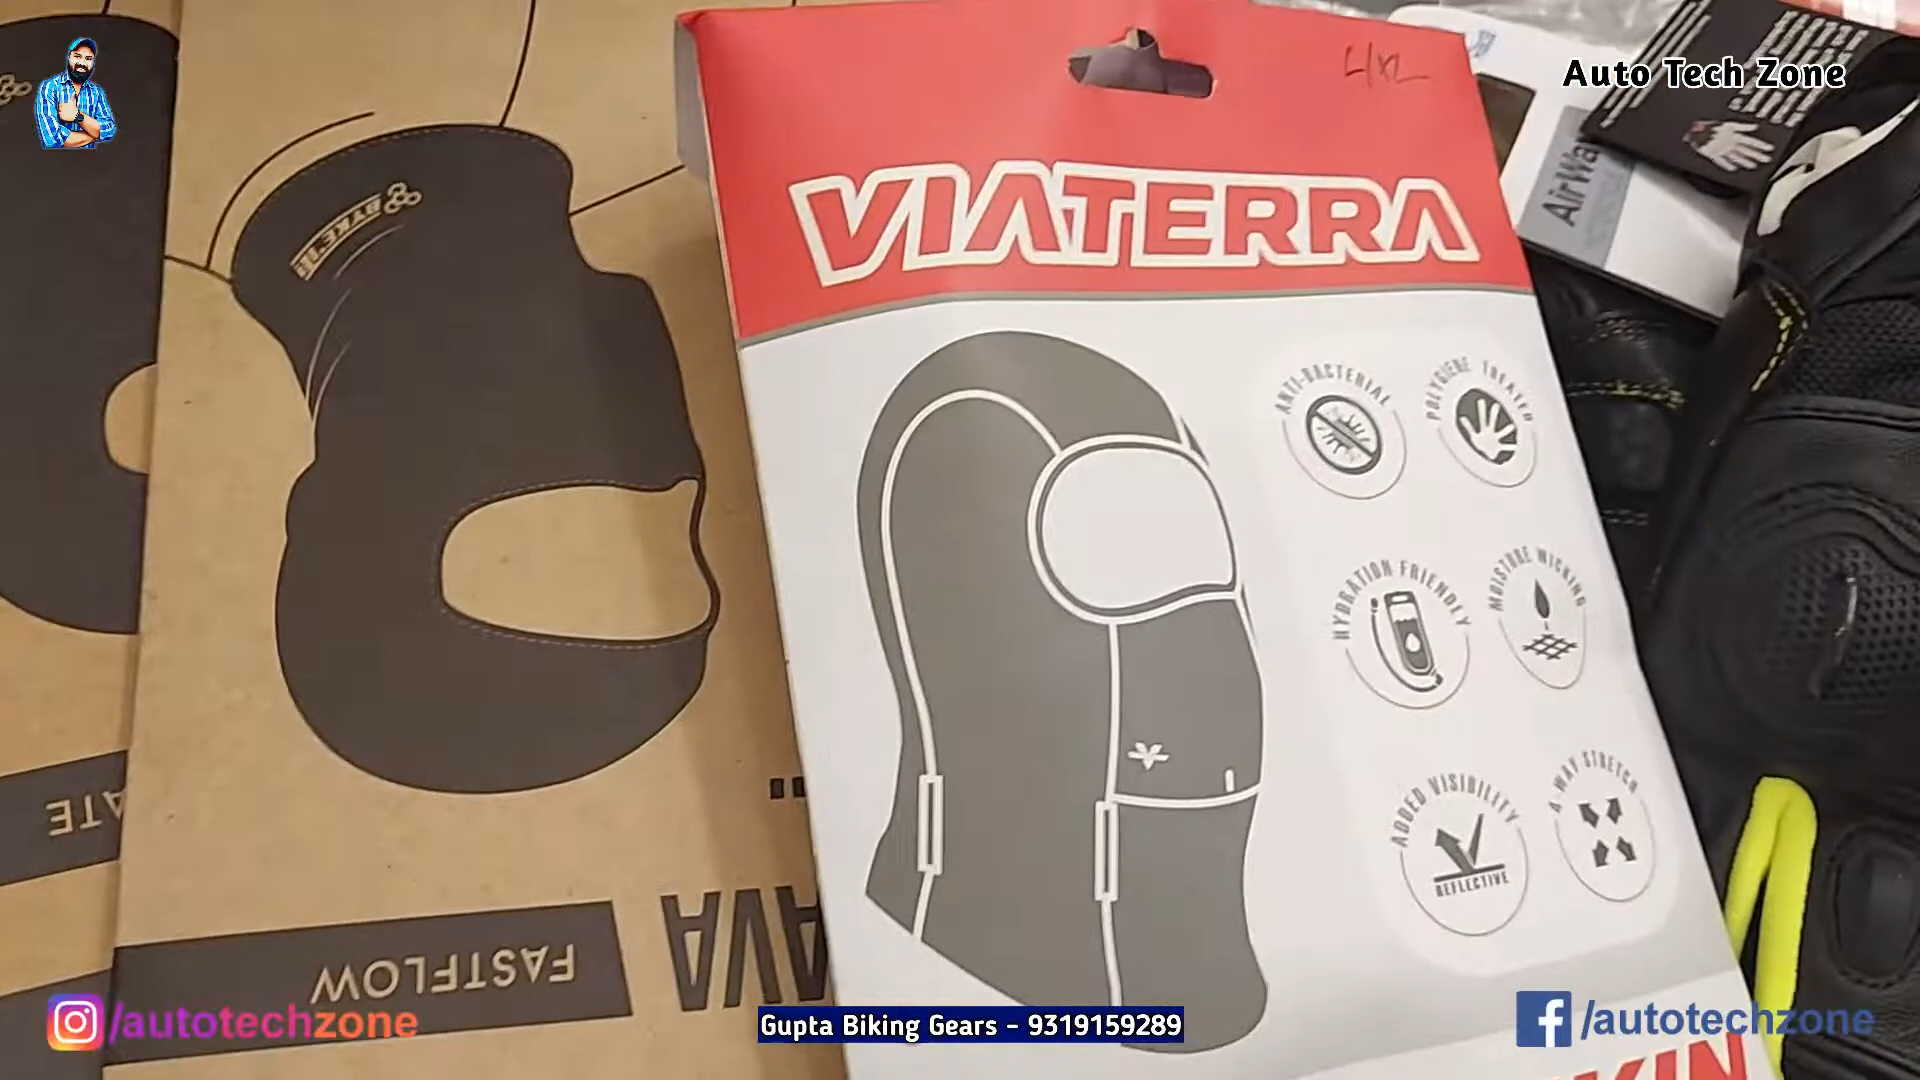 Auto Tech Zone
L/XL
VIATERRA
AirWa
BYKE'IT
ANTI-BACTERIAL
POLYGIENE TREATED
HYDRATION FRIENDLY
MOISTURE WICKING
ADDED VISIBILITY
REFLECTIVE
4-WAY STRETCH
ATE
FASTFLOW
AVA
KIN
/autotechzone
Gupta Biking Gears - 9319159289
/autotechzone